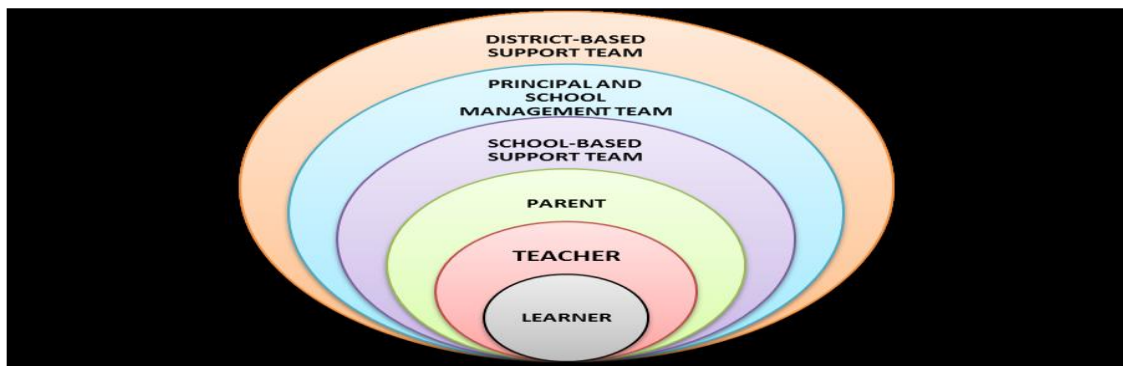 DISTRICT-BASED
SUPPORT TEAM
PRINCIPAL AND
SCHOOL
MANAGEMENT TEAM
SCHOOL-BASED
SUPPORT TEAM
PARENT
TEACHER
LEARNER